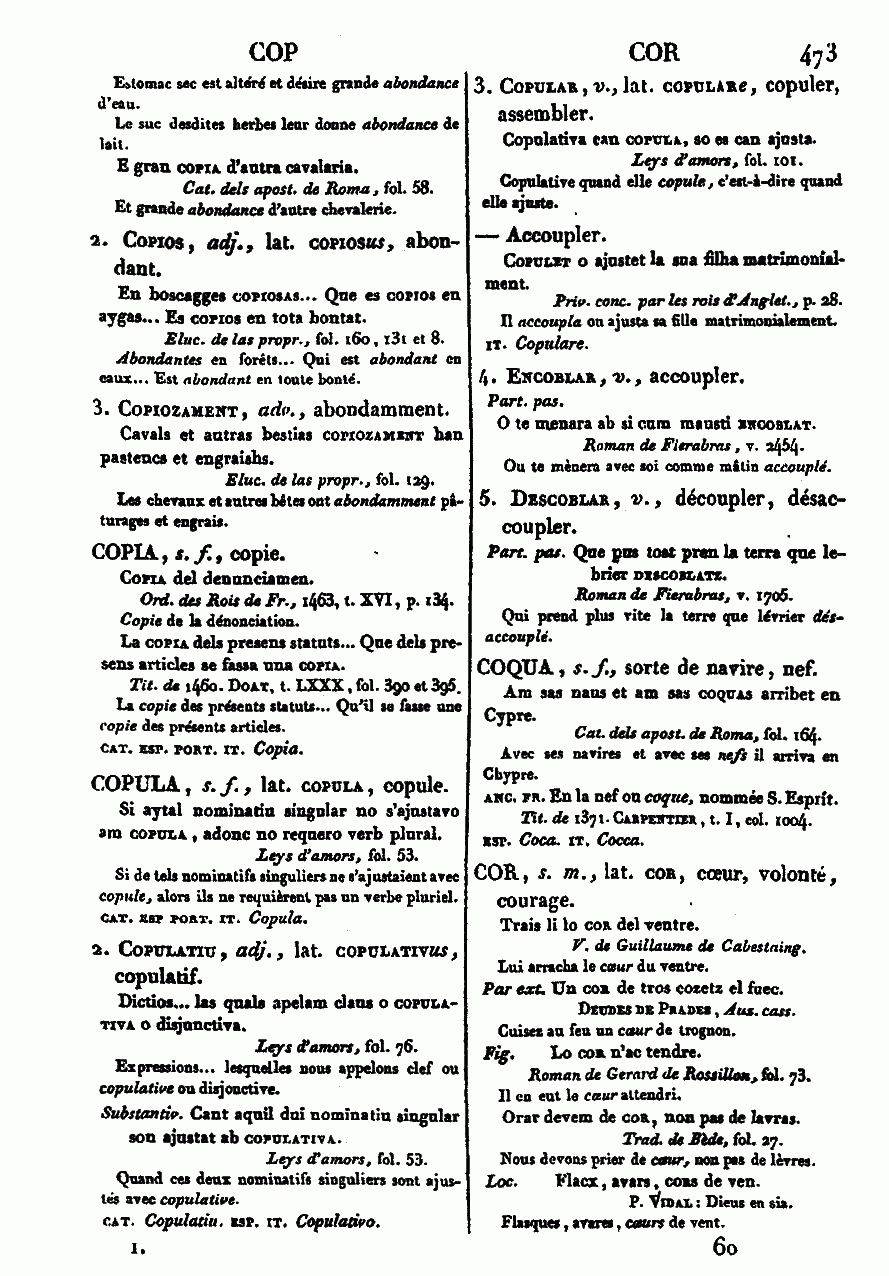 COP
COR 473
Estomac sec est altéré et désire grande abondance
d'eau.
Le suc desdites herbes leur donne abondance de
lait.
E gran COPIA d'autra cavalaria.
Cat. dels apost. de Roma, fol. 58.
Et grande abondance d'autre chevalerie.
2. COPIOS, adj., lat. COPIOSUS, abon-
dant.
En boscagges COPIOSAS... Que es COPIOS en
aygas... Es COPIOS en tota bontat.
Eluc. de las propr., fol. 160, 131 et 8.
Abondantes en forêts... Qui est abondant en
eaux... Est abondant en toute bonté.
3. COPIOZAMENT, adv., abondamment.
Cavals et autras bestias COPIOZAMENT han
pastencs et engraishs.
Eluc. de las propr., fol. 129.
Les chevaux et autres bêtes ont abondamment pâ-
turages et engrais.
COPIA, s. f., copie.
COPIA del denunciamen.
Ord. des Rois de Fr., 1463, t. XVI, p. 134.
Copie de la dénonciation.
La COPIA dels presens statuts... Que dels pre-
sens articles se fassa una COPIA.
Tit. de 1460. DOAT, t. LXXX, fol. 390 et 395.
La copie des présents statuts... Qu'il se fasse une
copie des présents articles.
CAT. ESP. PORT. IT. Copia.
COPULA, s. f., lat. COPULA, copule.
Si aytal nominatiu singular no s'ajustavo
am COPULA, adonc no requero verb plural.
Leys d'amors, fol. 53.
Si de tels nominatifs singuliers ne s'ajustaient avec
copule, alors ils ne requièrent pas un verbe pluriel.
CAT. ESP PORT. IT. Copula.
2. COPULATIU, adj., lat. COPULATIVUS,
copulatif.
Dictios... las quals apelam claus o COPULA-
TIVA o disjunctiva.
Leys d'amors, fol. 76.
Expressions... lesquelles nous appelons clef ou
copulative ou disjonctive.
Substantiv. Cant aquil dui nominatiu singular
son ajustat ab COPULATIVA.
Leys d'amors, fol. 53.
Quand ces deux nominatifs singuliers sont ajus-
tés avec copulative.
CAT. Copulatiu. ESP. IT. Copulativo.
I.
3. COPULAR, v., lat. COPULARE, copuler,
assembler.
Copulativa can COPULA, so es can ajusta.
Leys d'amors, fol. 101.
Copulative quand elle copule, c'est-à-dire quand
elle ajuste.
— Accoupler.
COPULET o ajustet la sua filha matrimonial-
ment.
Priv. conc. par les rois d'Anglet., p. 28.
Il accoupla ou ajusta sa fille matrimonialement.
IT. Copulare.
4. ENCOBLAR, v., accoupler.
Part. pas.
O te menara ab si cum maustí ENCOBLAT.
Roman de Fierabras, v. 2454.
Ou te mènera avec soi comme mâtin accouplé.
5. DESCOBLAR, v., découpler, désac-
coupler.
Part. pas. Que pus tost pren la terra que le-
brier DESCOBLATZ.
Roman de Fierabras, v. 1706.
Qui prend plus vite la terre que lévrier dés-
accouplé.
COQUA, s. f., sorte de navire, nef.
Am sas naus et am sas COQUAS arribet en
Cypre.
Cat. dels apost. de Roma, fol. 164.
Avec ses navires et avec ses nefs il arriva en
Chypre.
ANC. FR. En la nef ou coque, nommée S. Esprit.
Tit. de 1371. CARPENTIER, t. I, col. 1004.
ESP. Coca. IT. Cocca.
COR, s. m., lat. COR, cœur, volonté,
courage.
Trais li lo COR del ventre.
V. de Guillaume de Cabestaing.
Lui arracha le cœur du ventre.
Par ext. Un COR de tros cozetz el fuec.
DEUDES DE PRADES, Aus. cass.
Cuisez au feu un cœur de trognon.
Fig. Lo COR n'ac tendre.
Roman de Gerard de Rossillon, fol. 73.
Il en eut le cœur attendri.
Orar devem de COR, non pas de lavras.
Trad. de Bède, fol. 27.
Nous devons prier de cœur, non pas de lèvres.
Loc. Flacx, avars, CORS de ven.
P. VIDAL: Dieus en sia.
Flasques, avares, cœurs de vent.
60